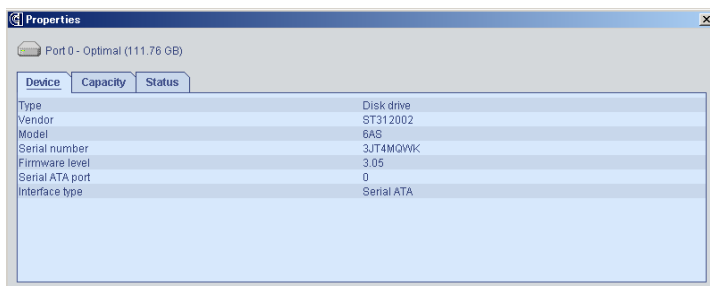 Properties
Port 0 - Optimal (111.76 GB)
Device Capacity Status
Type Disk drive
Vendor ST312002
Model 6AS
Serial number 3JT4MQWK
Firmware level 3.05
Serial ATA port 0
Interface type Serial ATA